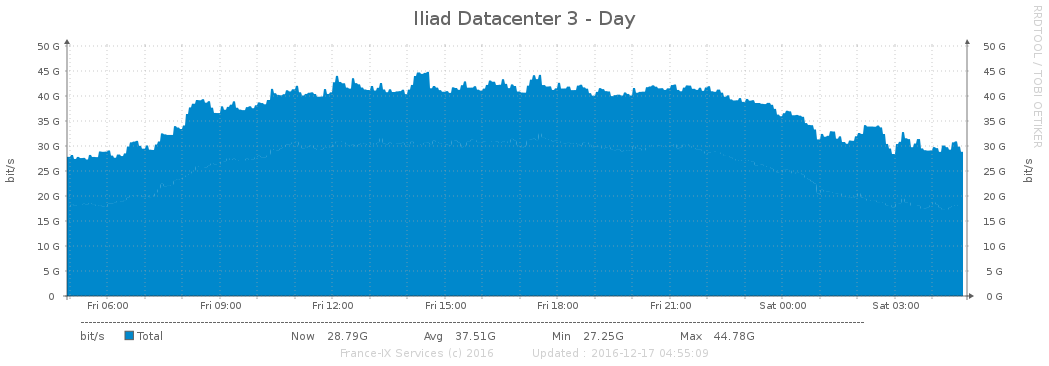 Iliad Datacenter 3 - Day
RRDTOOL / TOBI OETIKER
50 G 50 G
45 G 45 G
40 G 40 G
35 G 35 G
30 G 30 G
25 G 25 G
20 G 20 G
15 G 15 G
10 G 10 G
5 G 5 G
0 0 G
bit/s bit/s
Fri 06:00 Fri 09:00 Fri 12:00 Fri 15:00 Fri 18:00 Fri 21:00 Sat 00:00 Sat 03:00
bit/s Total Now 28.79G Avg 37.51G Min 27.25G Max 44.78G
France-IX Services (c) 2016 Updated : 2016-12-17 04:55:09